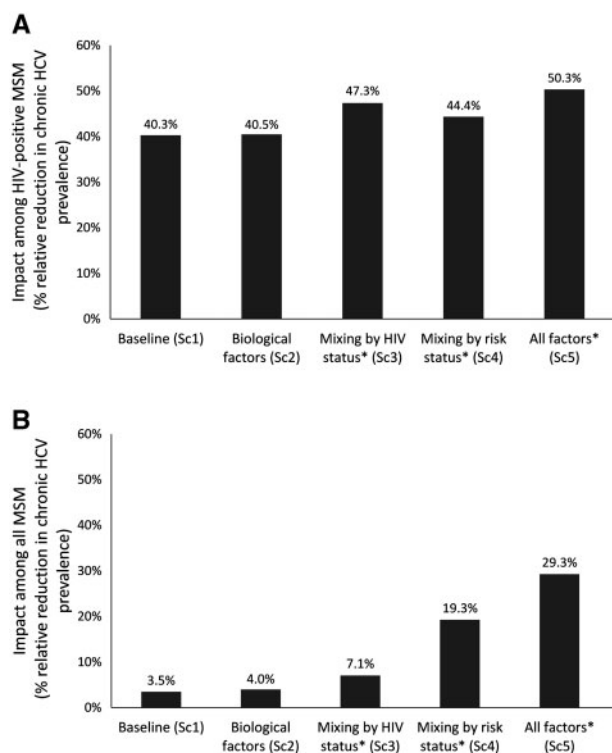 A
Impact among HIV-positive MSM
(% relative reduction in chronic HCV
prevalence)
60%
50%
40%
30%
20%
10%
0%
40.3%
40.5%
47.3%
44.4%
50.3%
Baseline (Sc1)
Biological
factors (Sc2)
Mixing by HIV
status* (Sc3)
Mixing by risk
status* (Sc4)
All factors*
(Sc5)
B
Impact among all MSM
(% relative reduction in chronic HCV
prevalence)
60%
50%
40%
30%
20%
10%
0%
3.5%
4.0%
7.1%
19.3%
29.3%
Baseline (Sc1)
Biological
factors (Sc2)
Mixing by HIV
status* (Sc3)
Mixing by risk
status* (Sc4)
All factors*
(Sc5)